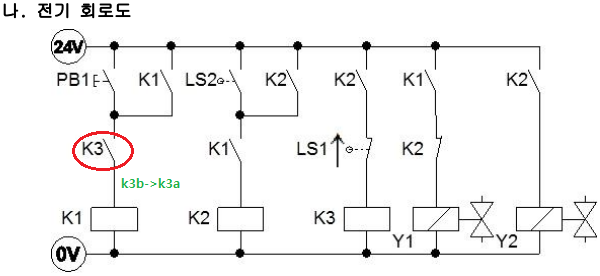 나. 전기 회로도
24V
PB1 K1 LS2 K2 K2 K1 K2
K3 K1 LS1 K2
k3b->k3a
K1 K2 K3 Y1 Y2
0V